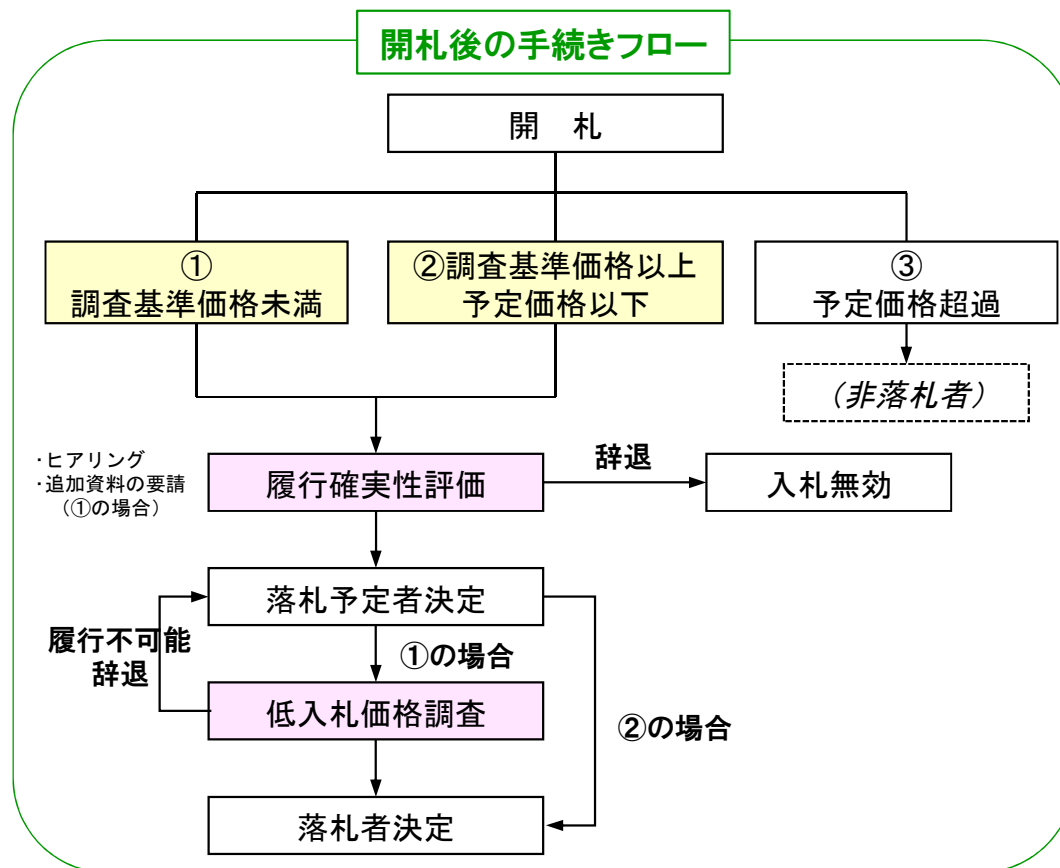 開札後の手続きフロー
開　札
①
調査基準価格未満
②調査基準価格以上
予定価格以下
③
予定価格超過
（非落札者）
・ヒアリング
・追加資料の要請
（①の場合）
履行確実性評価
辞退
入札無効
落札予定者決定
履行不可能
辞退
①の場合
低入札価格調査
②の場合
落札者決定